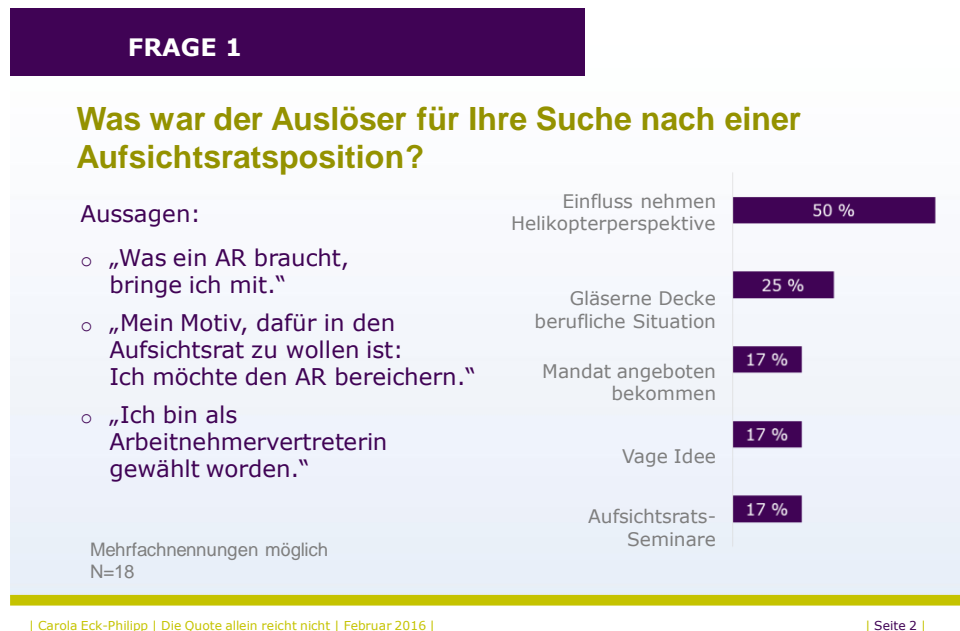 FRAGE 1
Was war der Auslöser für Ihre Suche nach einer
Aufsichtsratsposition?
Aussagen:
o „Was ein AR braucht,
bringe ich mit.“
o „Mein Motiv, dafür in den
Aufsichtsrat zu wollen ist:
Ich möchte den AR bereichern.“
o „Ich bin als
Arbeitnehmervertreterin
gewählt worden.“
Mehrfachnennungen möglich
N=18
Einfluss nehmen
Helikopterperspektive
50 %
Gläserne Decke
berufliche Situation
25 %
Mandat angeboten
bekommen
17 %
Vage Idee
17 %
Aufsichtsrats-
Seminare
17 %
| Carola Eck-Philipp | Die Quote allein reicht nicht | Februar 2016 |
| Seite 2 |